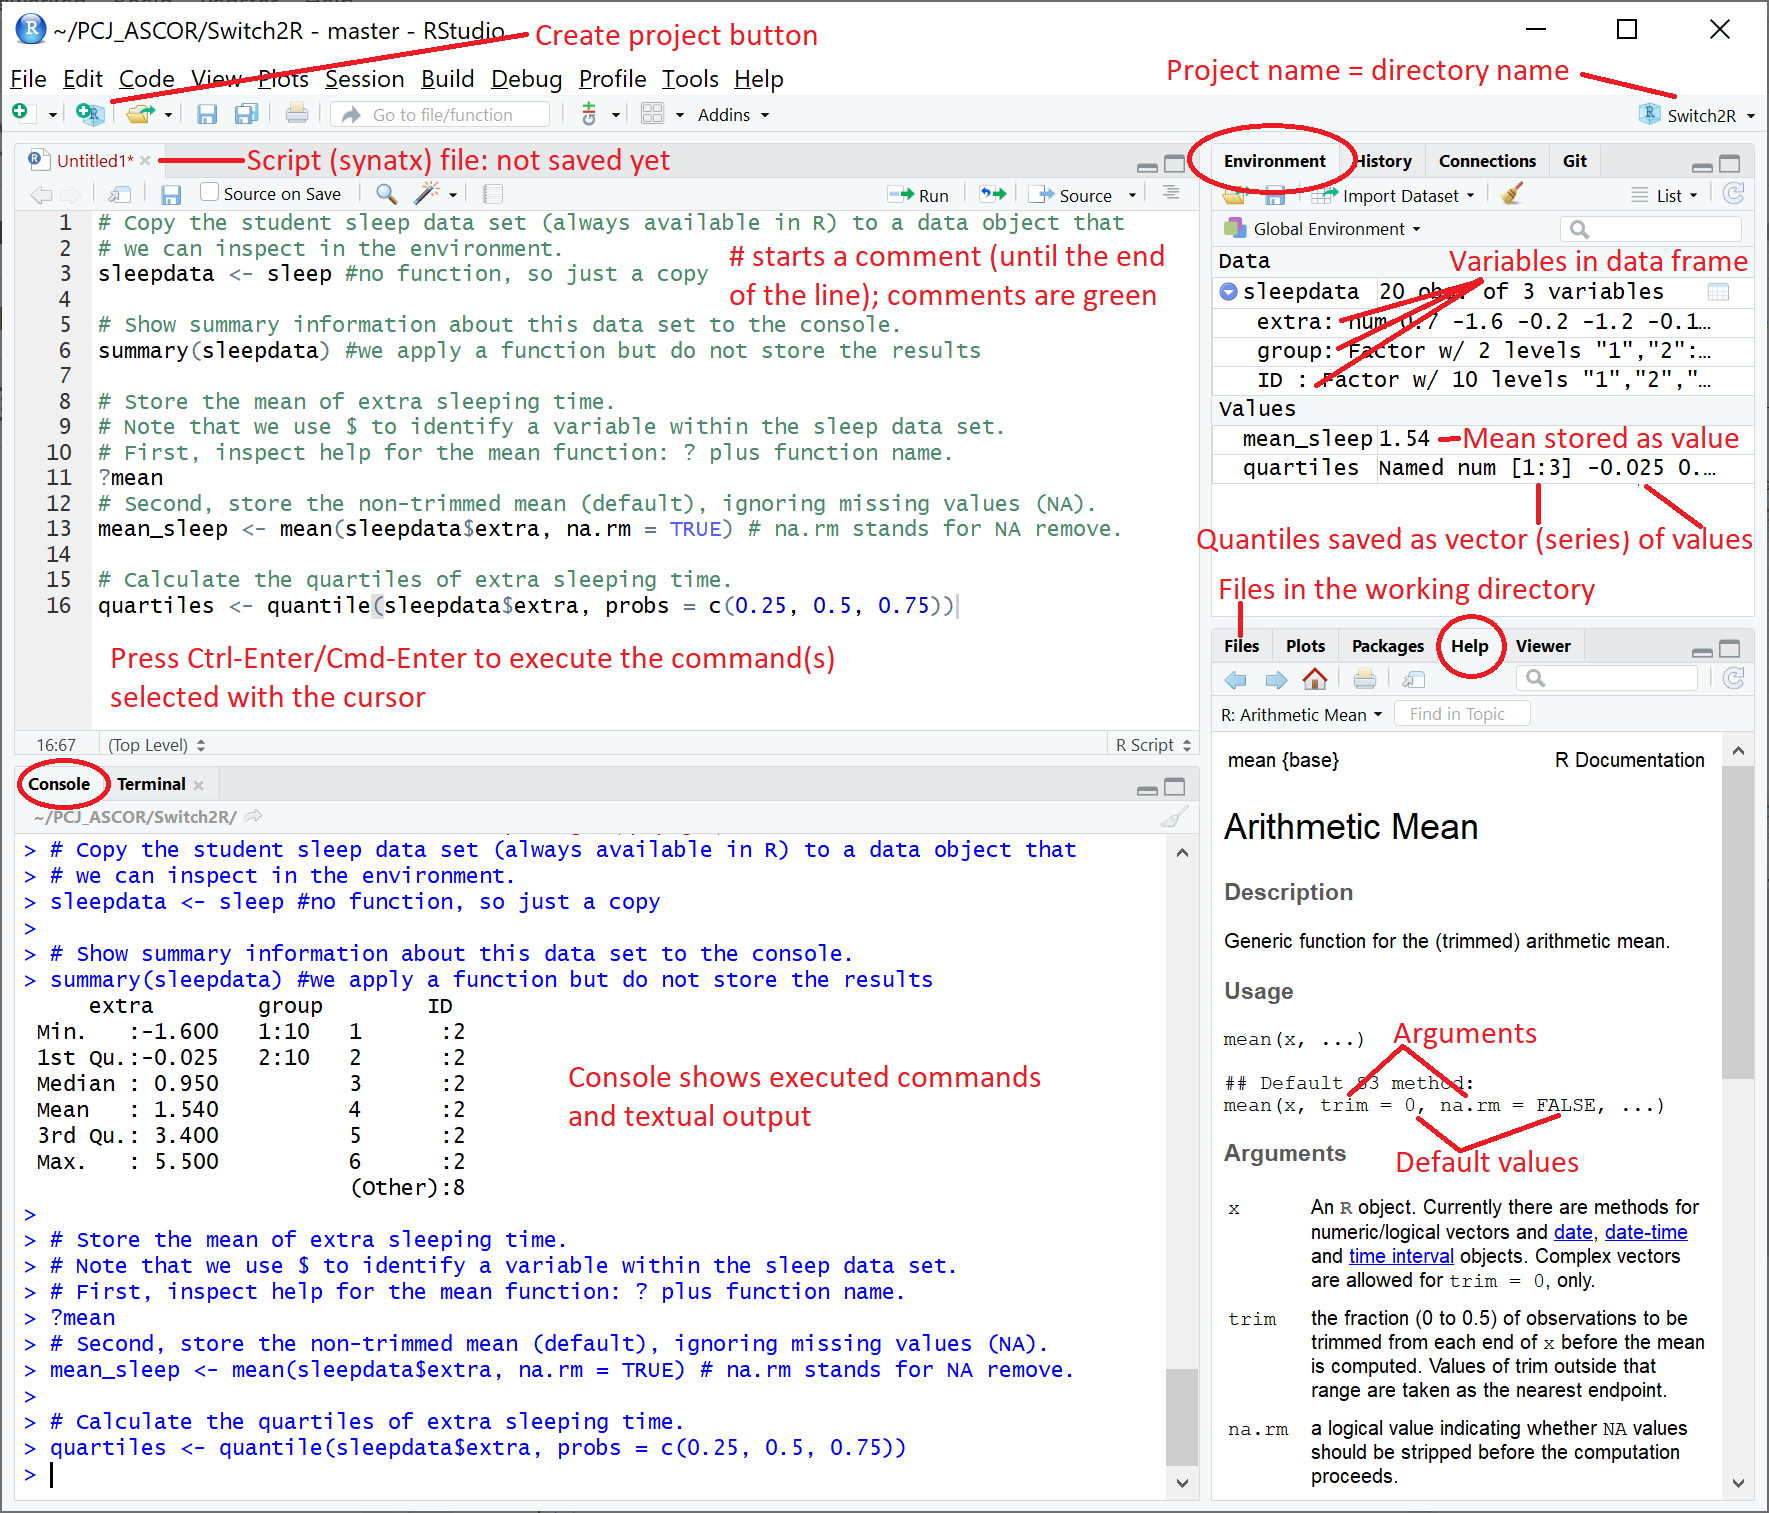 ~/PCJ_ASCOR/Switch2R - master - RStudio
Create project button
File Edit Code View Plots Session Build Debug Profile Tools Help
Project name = directory name
Go to file/function
Addins
Switch2R
Untitled1*
Script (synatx) file: not saved yet
Source on Save
Run
Source
1 # Copy the student sleep data set (always available in R) to a data object that
2 # we can inspect in the environment.
3 sleepdata <- sleep #no function, so just a copy
4
5 # Show summary information about this data set to the console.
6 summary(sleepdata) #we apply a function but do not store the results
7
8 # Store the mean of extra sleeping time.
9 # Note that we use $ to identify a variable within the sleep data set.
10 # First, inspect help for the mean function: ? plus function name.
11 ?mean
12 # Second, store the non-trimmed mean (default), ignoring missing values (NA).
13 mean_sleep <- mean(sleepdata$extra, na.rm = TRUE) # na.rm stands for NA remove.
14
15 # Calculate the quartiles of extra sleeping time.
16 quartiles <- quantile(sleepdata$extra, probs = c(0.25, 0.5, 0.75))
# starts a comment (until the end
of the line); comments are green
Press Ctrl-Enter/Cmd-Enter to execute the command(s)
selected with the cursor
16:67 (Top Level) R Script
Console Terminal
~/PCJ_ASCOR/Switch2R/
> # Copy the student sleep data set (always available in R) to a data object that
> # we can inspect in the environment.
> sleepdata <- sleep #no function, so just a copy
>
> # Show summary information about this data set to the console.
> summary(sleepdata) #we apply a function but do not store the results
extra group ID
Min. :-1.600 1:10 1 :2
1st Qu.:-0.025 2:10 2 :2
Median : 0.950 3 :2
Mean : 1.540 4 :2
3rd Qu.: 3.400 5 :2
Max. : 5.500 6 :2
(Other):8
Console shows executed commands
and textual output
>
> # Store the mean of extra sleeping time.
> # Note that we use $ to identify a variable within the sleep data set.
> # First, inspect help for the mean function: ? plus function name.
> ?mean
> # Second, store the non-trimmed mean (default), ignoring missing values (NA).
> mean_sleep <- mean(sleepdata$extra, na.rm = TRUE) # na.rm stands for NA remove.
>
> # Calculate the quartiles of extra sleeping time.
> quartiles <- quantile(sleepdata$extra, probs = c(0.25, 0.5, 0.75))
>
Environment History Connections Git
Import Dataset List
Global Environment
Data
Variables in data frame
sleepdata 20 obs. of 3 variables
extra: num 0.7 -1.6 -0.2 -1.2 -0.1...
group: Factor w/ 2 levels "1","2":...
ID : Factor w/ 10 levels "1","2","...
Values
mean_sleep 1.54
Mean stored as value
quartiles Named num [1:3] -0.025 0....
Quantiles saved as vector (series) of values
Files in the working directory
Files Plots Packages Help Viewer
R: Arithmetic Mean Find in Topic
mean {base} R Documentation
Arithmetic Mean
Description
Generic function for the (trimmed) arithmetic mean.
Usage
mean(x, ...)
Arguments
## Default S3 method:
mean(x, trim = 0, na.rm = FALSE, ...)
Default values
Arguments
x An R object. Currently there are methods for
numeric/logical vectors and date, date-time
and time interval objects. Complex vectors
are allowed for trim = 0, only.
trim the fraction (0 to 0.5) of observations to be
trimmed from each end of x before the mean
is computed. Values of trim outside that
range are taken as the nearest endpoint.
na.rm a logical value indicating whether NA values
should be stripped before the computation
proceeds.